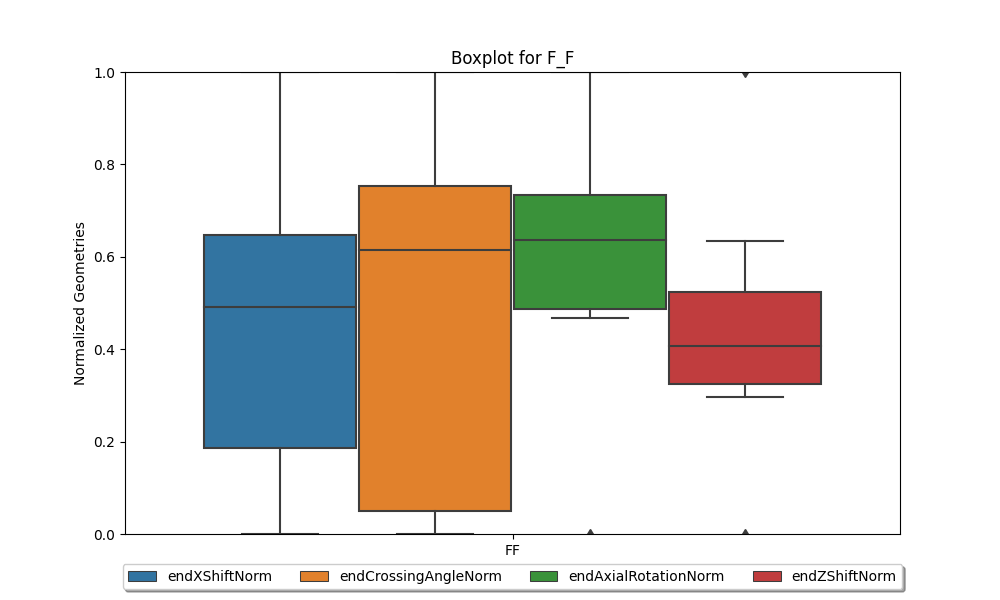 Boxplot for F_F
1.0
0.8
0.6
0.4
0.2
0.0
Normalized Geometries
FF
endXShiftNorm endCrossingAngleNorm endAxialRotationNorm endZShiftNorm